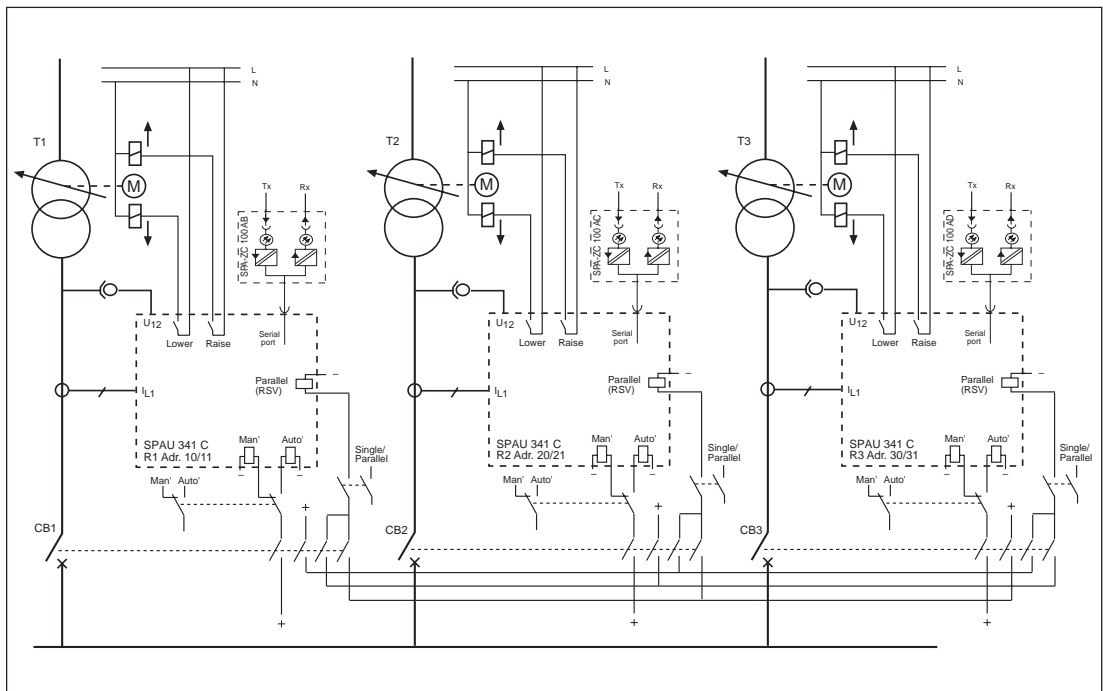 L
N
T1
M
Tx Rx
SPA-ZC 100 AB
U12
Lower Raise
Serial
port
Parallel
(RSV)
–
IL1
SPAU 341 C
R1 Adr. 10/11
Man' Auto'
– –
Single/
Parallel
Man' Auto'
+
CB1
+
L
N
T2
M
Tx Rx
SPA-ZC 100 AC
U12
Lower Raise
Serial
port
Parallel
(RSV)
–
IL1
SPAU 341 C
R2 Adr. 20/21
Man' Auto'
– –
Single/
Parallel
Man' Auto'
+
CB2
+
L
N
T3
M
Tx Rx
SPA-ZC 100 AD
U12
Lower Raise
Serial
port
Parallel
(RSV)
–
IL1
SPAU 341 C
R3 Adr. 30/31
Man' Auto'
– –
Single/
Parallel
Man' Auto'
+
CB3
+